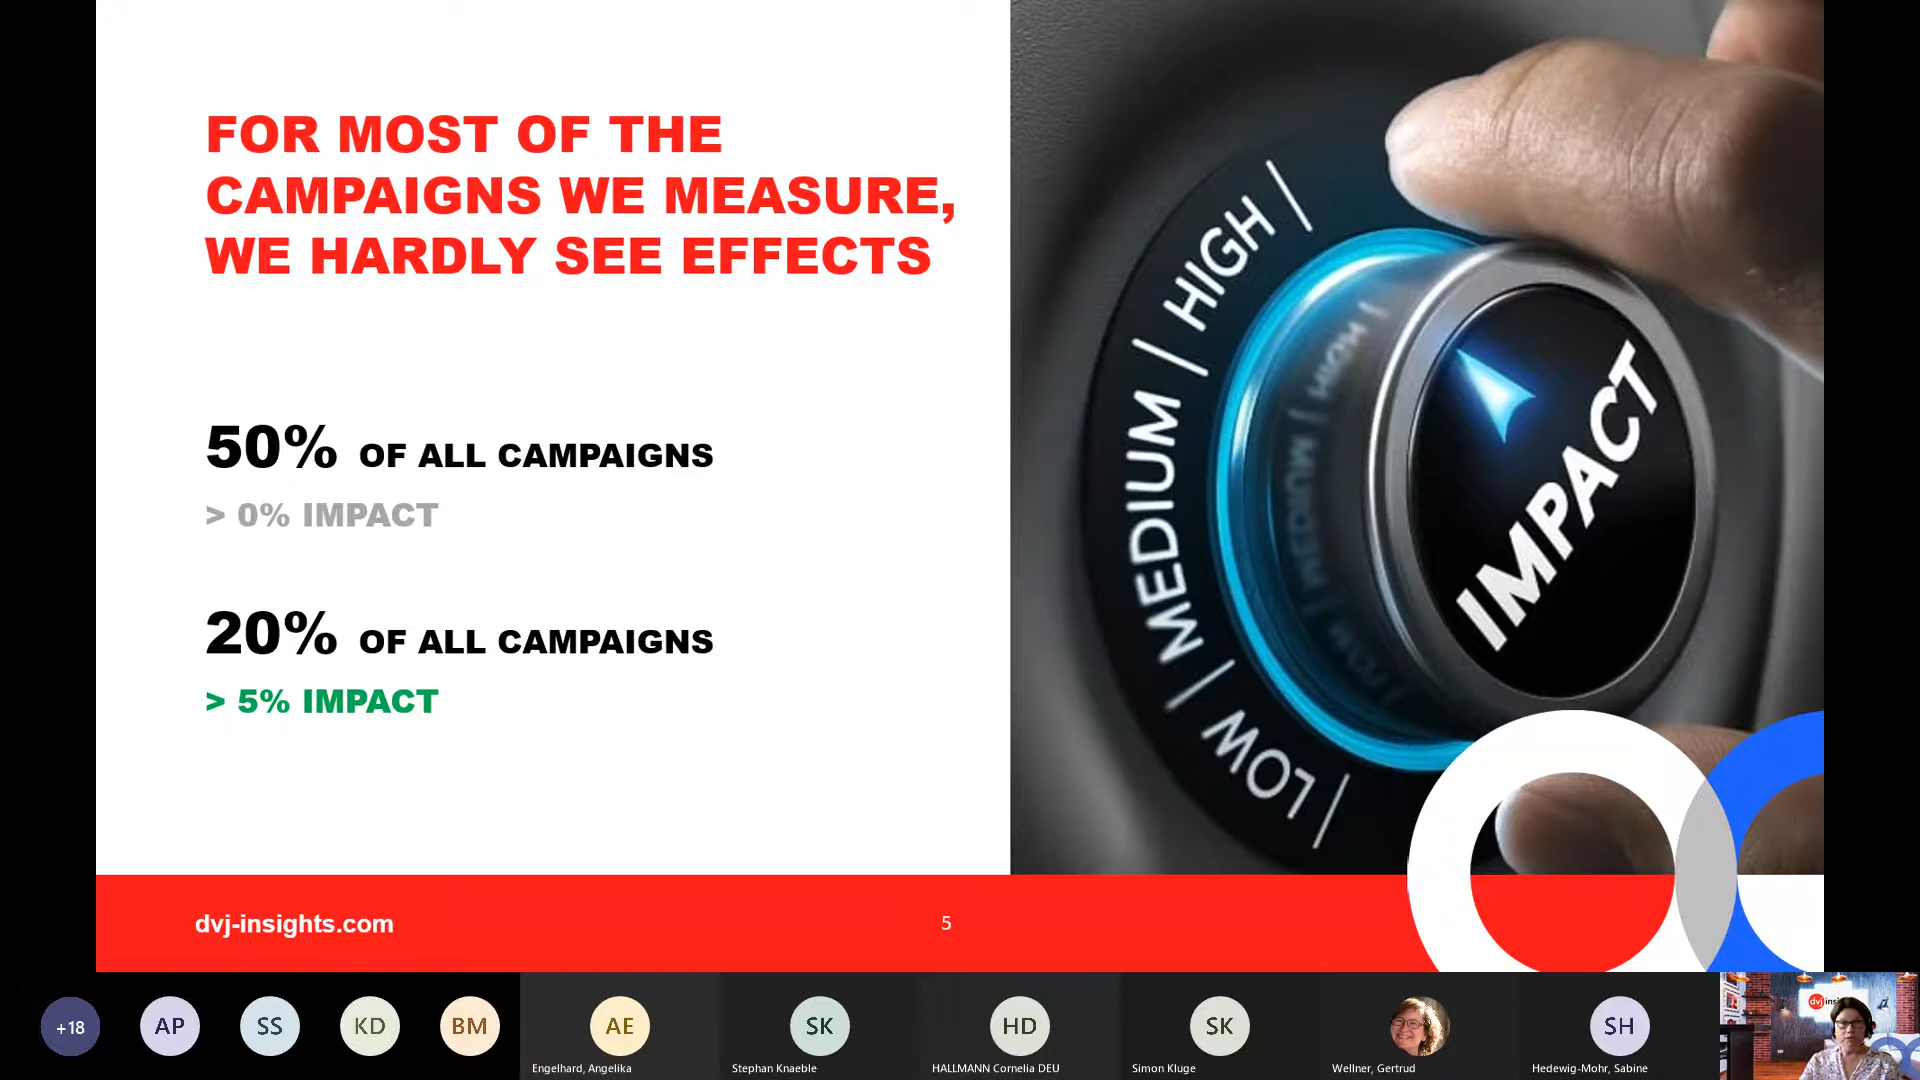 FOR MOST OF THE
CAMPAIGNS WE MEASURE,
WE HARDLY SEE EFFECTS
50% OF ALL CAMPAIGNS
> 0% IMPACT
20% OF ALL CAMPAIGNS
> 5% IMPACT
| LOW | MEDIUM | HIGH |
IMPACT
dvj-insights.com
5
+18
AP
SS
KD
BM
AE
Engelhard, Angelika
SK
Stephan Knaeble
HD
HALLMANN Cornelia DEU
SK
Simon Kluge
Wellner, Gertrud
SH
Hedewig-Mohr, Sabine